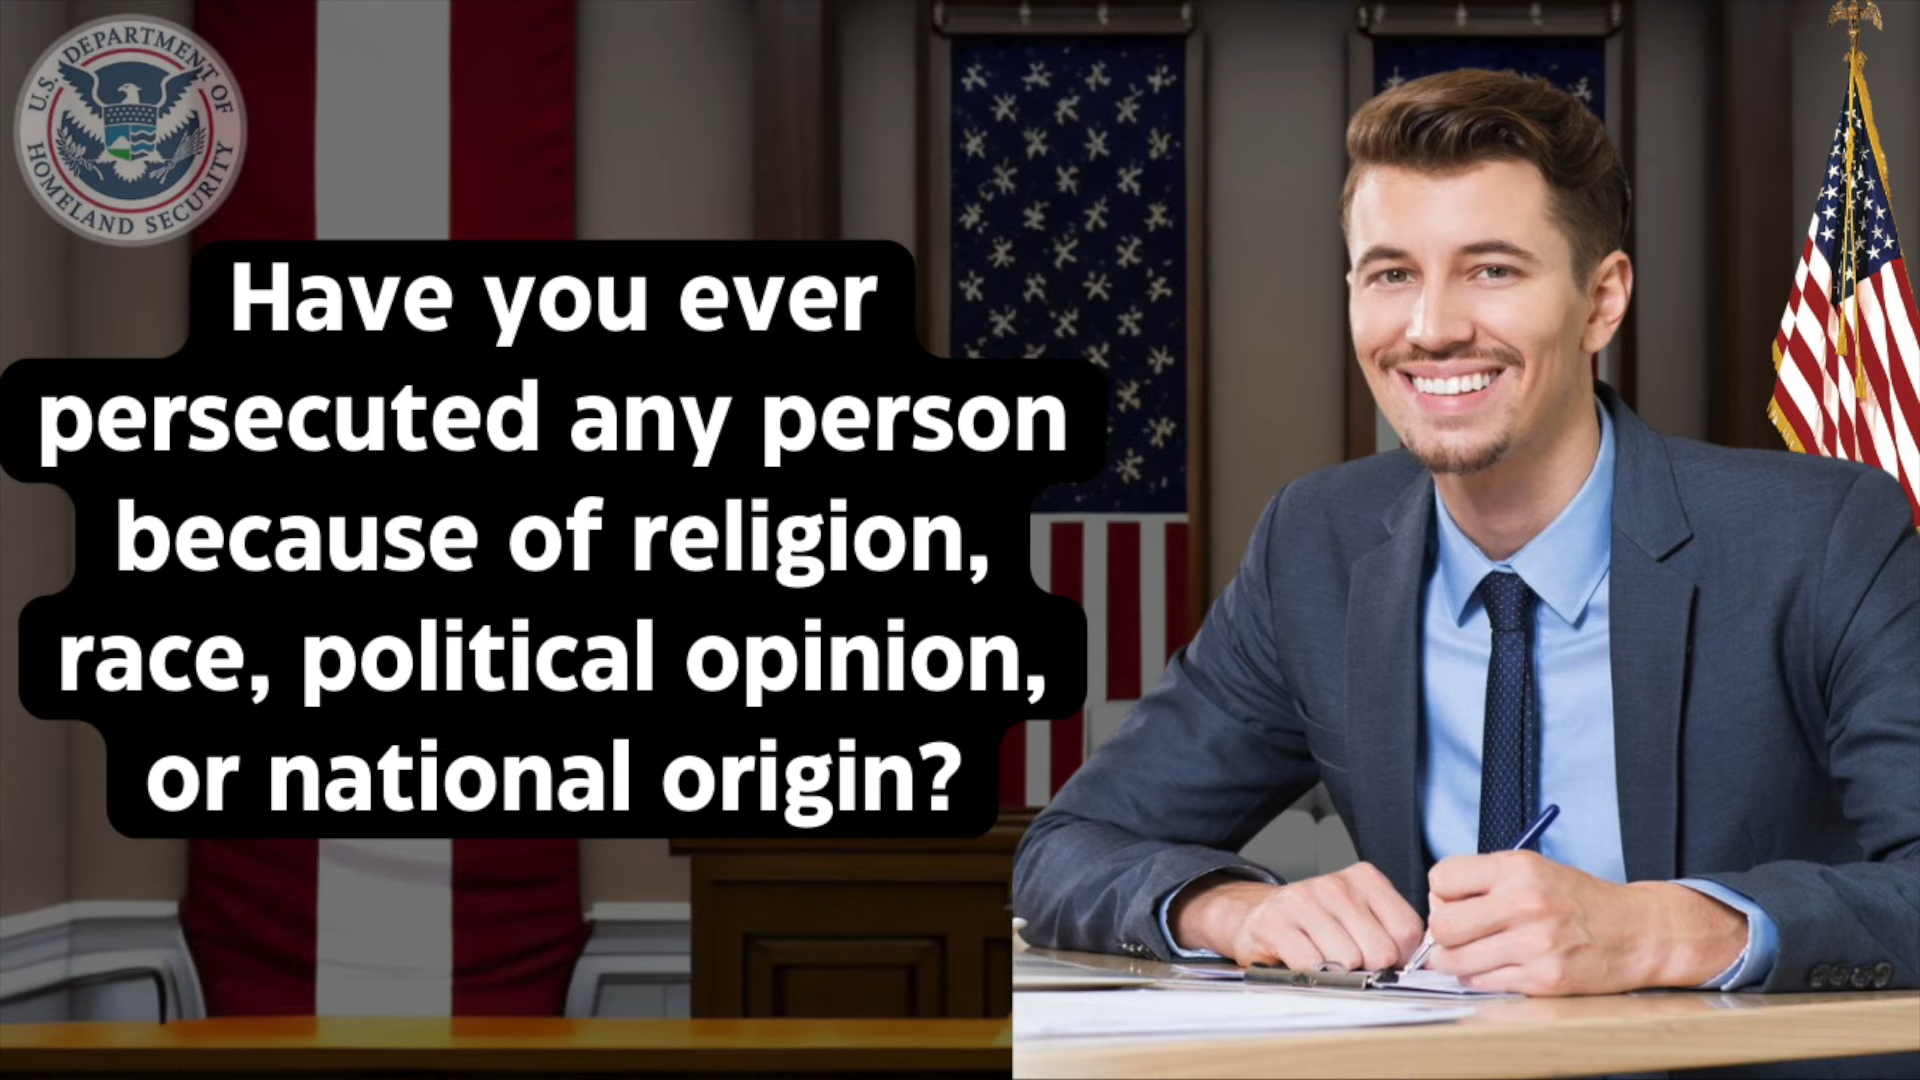 U.S. DEPARTMENT OF
HOMELAND SECURITY
Have you ever
persecuted any person
because of religion,
race, political opinion,
or national origin?